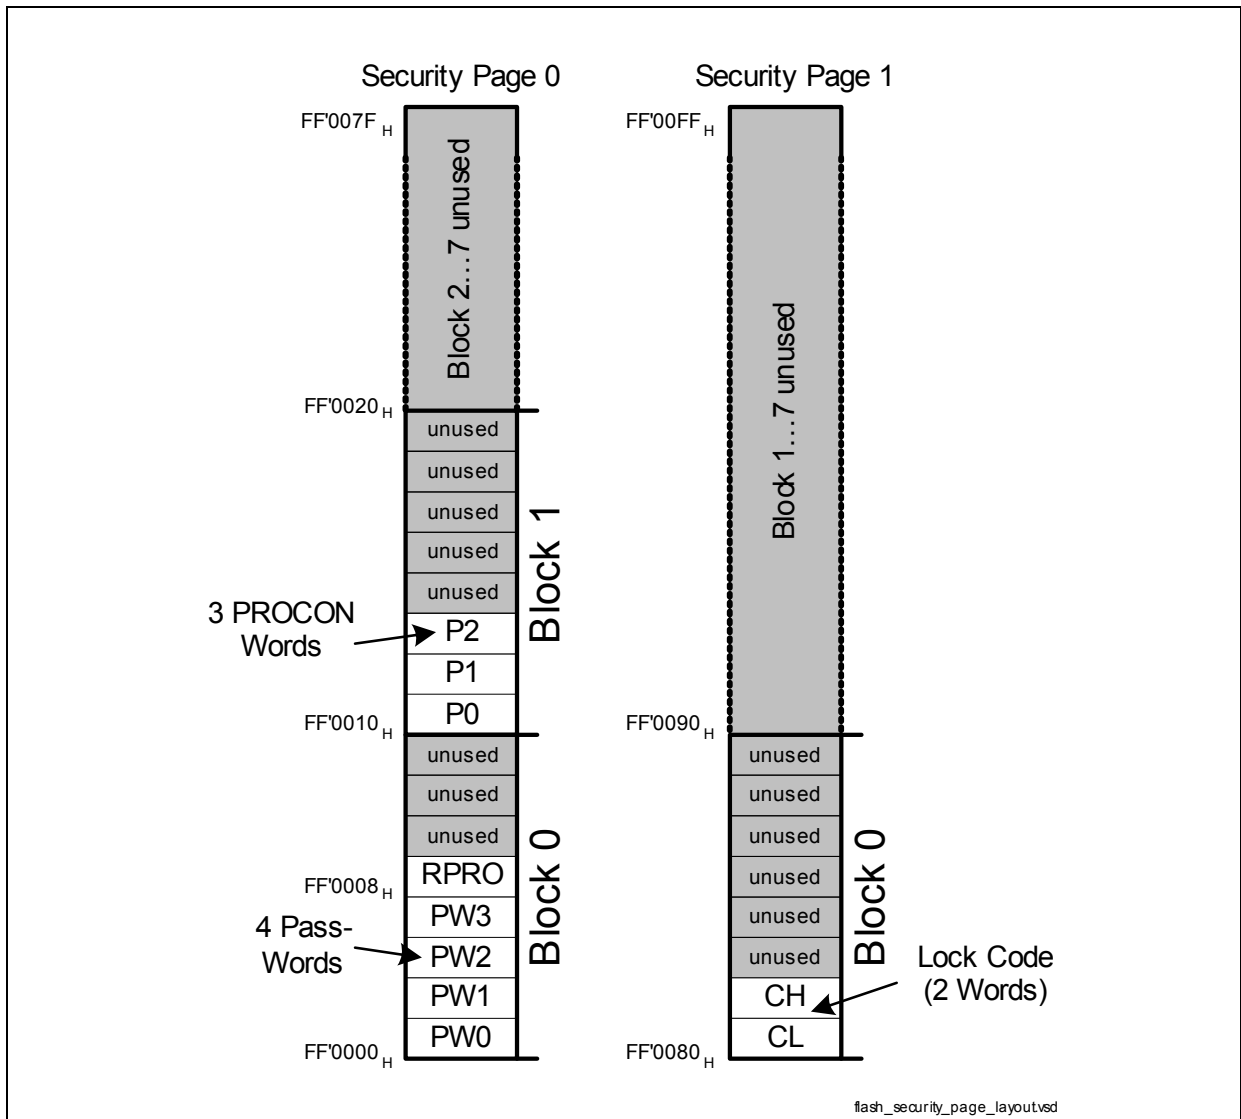 Security Page 0
Security Page 1
FF'007F H
FF'00FF H
Block 2...7 unused
Block 1...7 unused
FF'0020 H
unused
unused
unused
unused
unused
Block 1
3 PROCON
Words
P2
P1
P0
FF'0010 H
FF'0090 H
unused
unused
unused
RPRO
FF'0008 H
PW3
4 Pass-
Words
PW2
PW1
PW0
FF'0000 H
Block 0
unused
unused
unused
unused
unused
unused
CH
CL
FF'0080 H
Block 0
Lock Code
(2 Words)
flash_security_page_layout.vsd